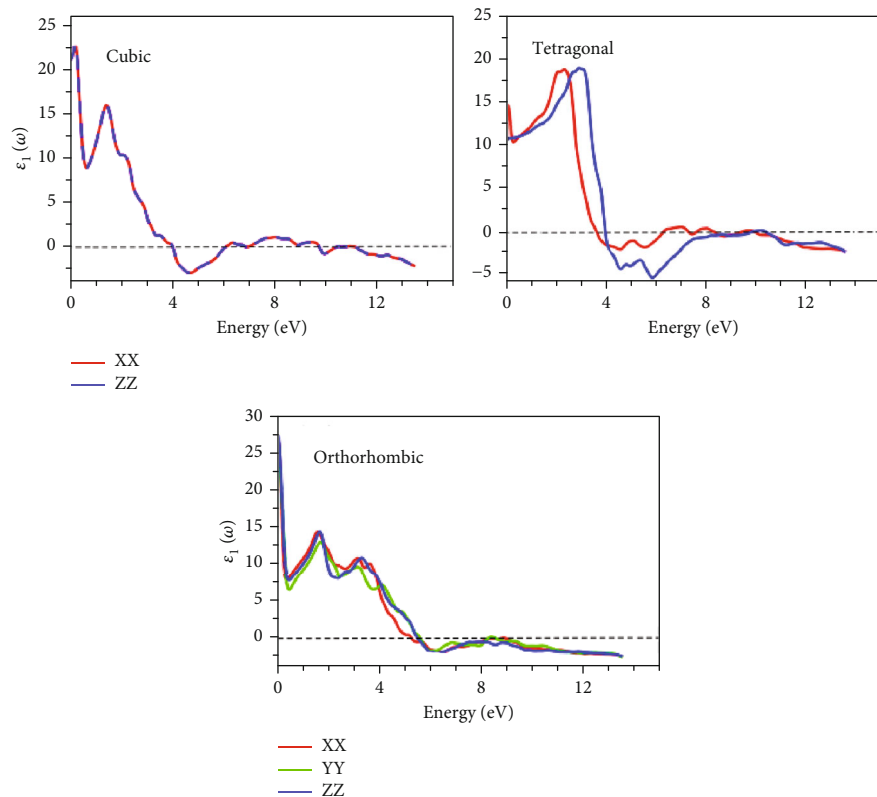 25
20
15
10
5
0
ε₁ (ω)
Cubic
0
4
8
12
Energy (eV)
XX
ZZ
25
20
15
10
5
0
−5
Tetragonal
0
4
8
12
Energy (eV)
30
25
20
15
10
5
0
ε₁ (ω)
Orthorhombic
0
4
8
12
Energy (eV)
XX
YY
ZZ